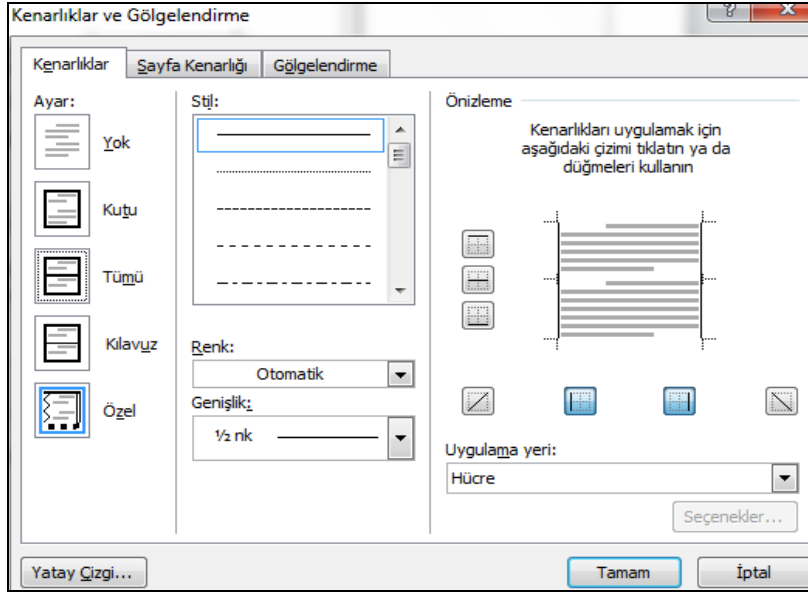 Kenarlıklar ve Gölgelendirme
Kenarlıklar
Sayfa Kenarlığı
Gölgelendirme
Ayar:
Yok
Kutu
Tümü
Kılavuz
Özel
Stil:
Renk:
Otomatik
Genişlik:
½ nk
Önizleme
Kenarlıkları uygulamak için
aşağıdaki çizimi tıklatın ya da
düğmeleri kullanın
Uygulama yeri:
Hücre
Seçenekler...
Yatay Çizgi...
Tamam
İptal